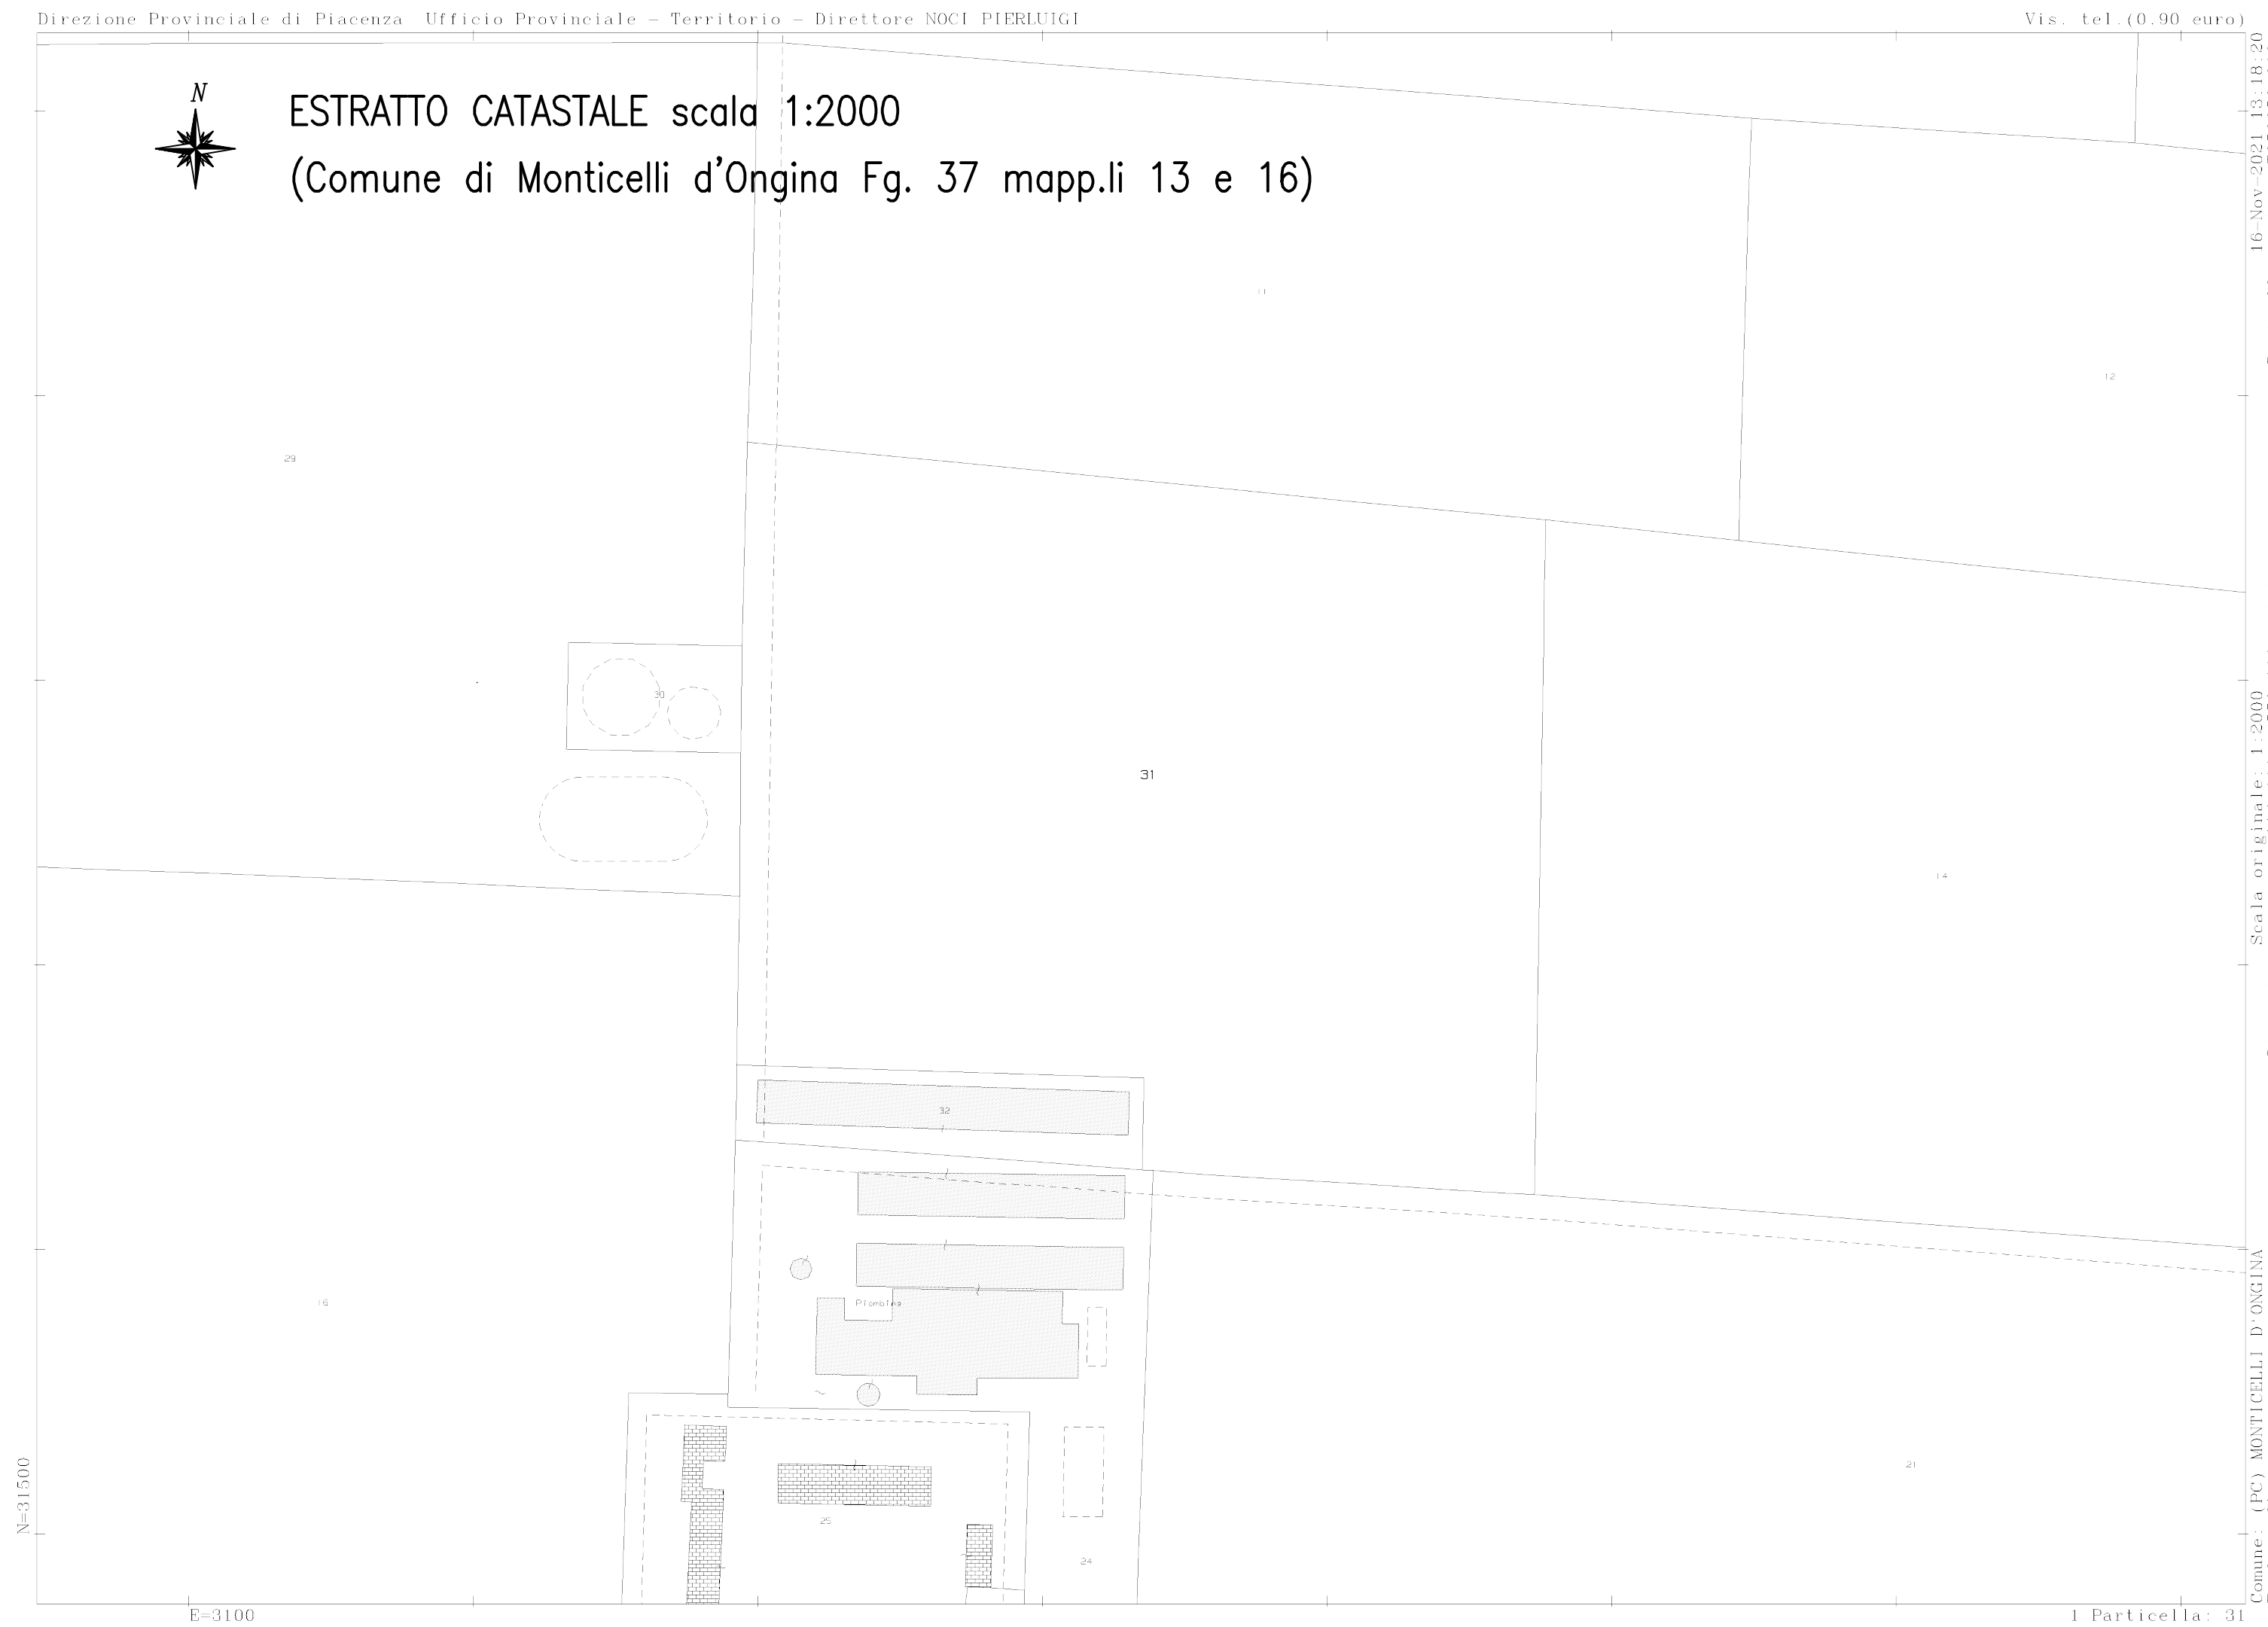 Direzione Provinciale di Piacenza Ufficio Provinciale - Territorio - Direttore NOCI PIERLUIGI
Vis. tel.(0.90 euro)
16-Nov-2021 13:18:20
N
ESTRATTO CATASTALE scala 1:2000
(Comune di Monticelli d'Ongina Fg. 37 mapp.li 13 e 16)
11
12
29
30
31
Scala originale: 1:2000
14
32
16
Piombina
21
25
24
Comune: (PC) MONTICELLI D'ONGINA
N=31500
E=3100
1 Particella: 31